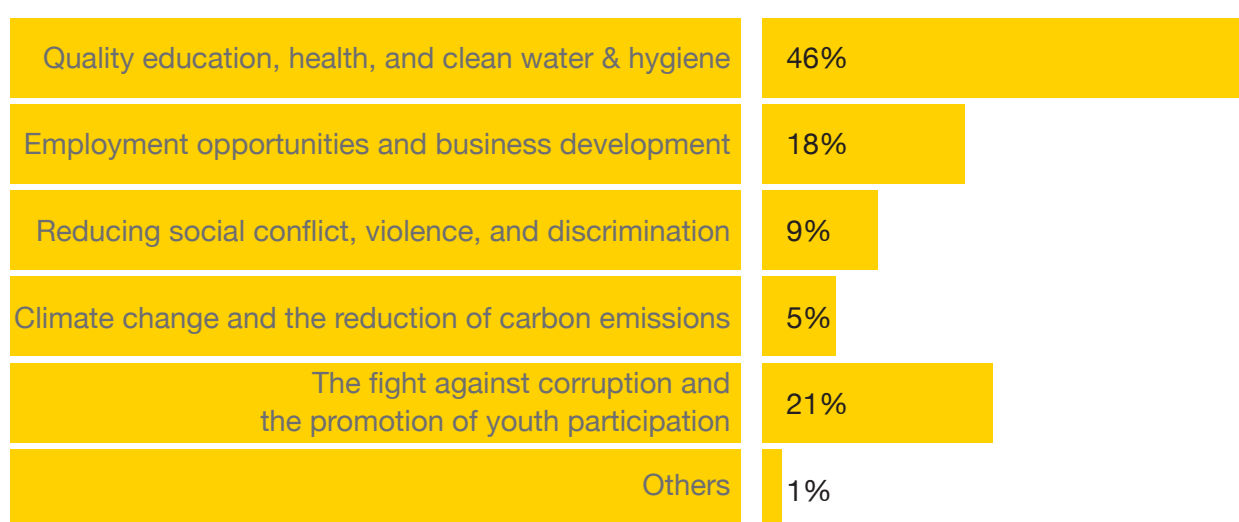 Quality education, health, and clean water & hygiene 46%
Employment opportunities and business development 18%
Reducing social conflict, violence, and discrimination 9%
Climate change and the reduction of carbon emissions 5%
The fight against corruption and
the promotion of youth participation 21%
Others 1%